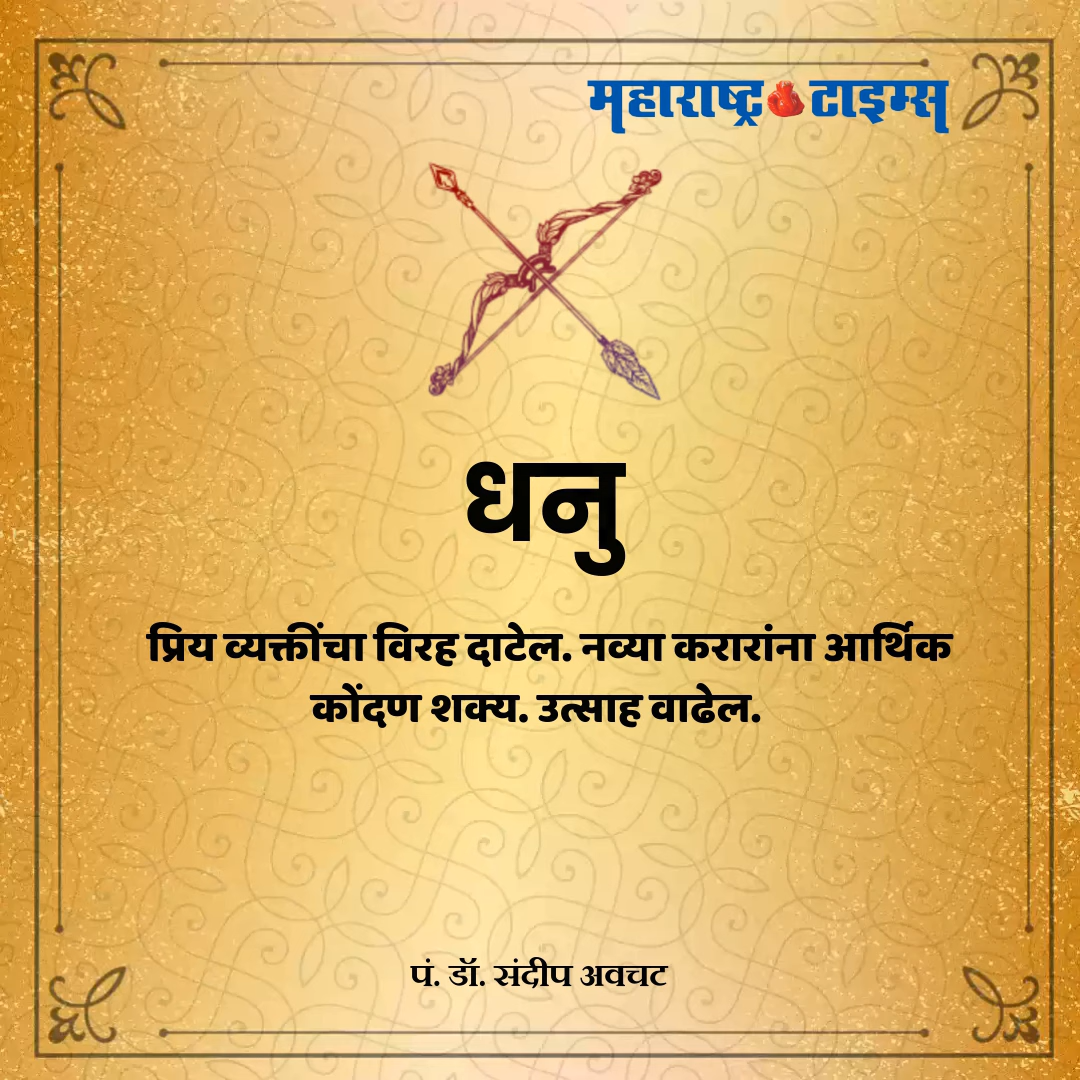 महाराष्ट्र टाइम्स
धनु
प्रिय व्यक्तींचा विरह दाटेल. नव्या करारांना आर्थिक
कोंदण शक्य. उत्साह वाढेल.
पं. डॉ. संदीप अवचट